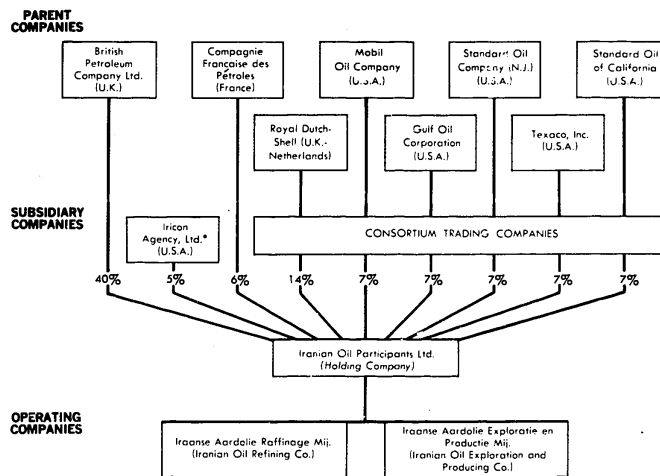 PARENT
COMPANIES
British
Petroleum
Company Ltd.
(U.K.)
Compagnie
Française des
Pétroles
(France)
Mobil
Oil Company
(U.S.A.)
Standard Oil
Company (N.J.)
(U.S.A.)
Standard Oil
of California
(U.S.A.)
Royal Dutch-
Shell (U.K.-
Netherlands)
Gulf Oil
Corporation
(U.S.A.)
Texaco, Inc.
(U.S.A.)
SUBSIDIARY
COMPANIES
Iricon
Agency, Ltd.*
(U.S.A.)
CONSORTIUM TRADING COMPANIES
40% 5% 6% 14% 7% 7% 7% 7% 7%
Iranian Oil Participants Ltd.
(Holding Company)
OPERATING
COMPANIES
Iraanse Aardolie Raffinage Mij.
(Iranian Oil Refining Co.)
Iraanse Aardolie Exploratie en
Productie Mij.
(Iranian Oil Exploration and
Producing Co.)